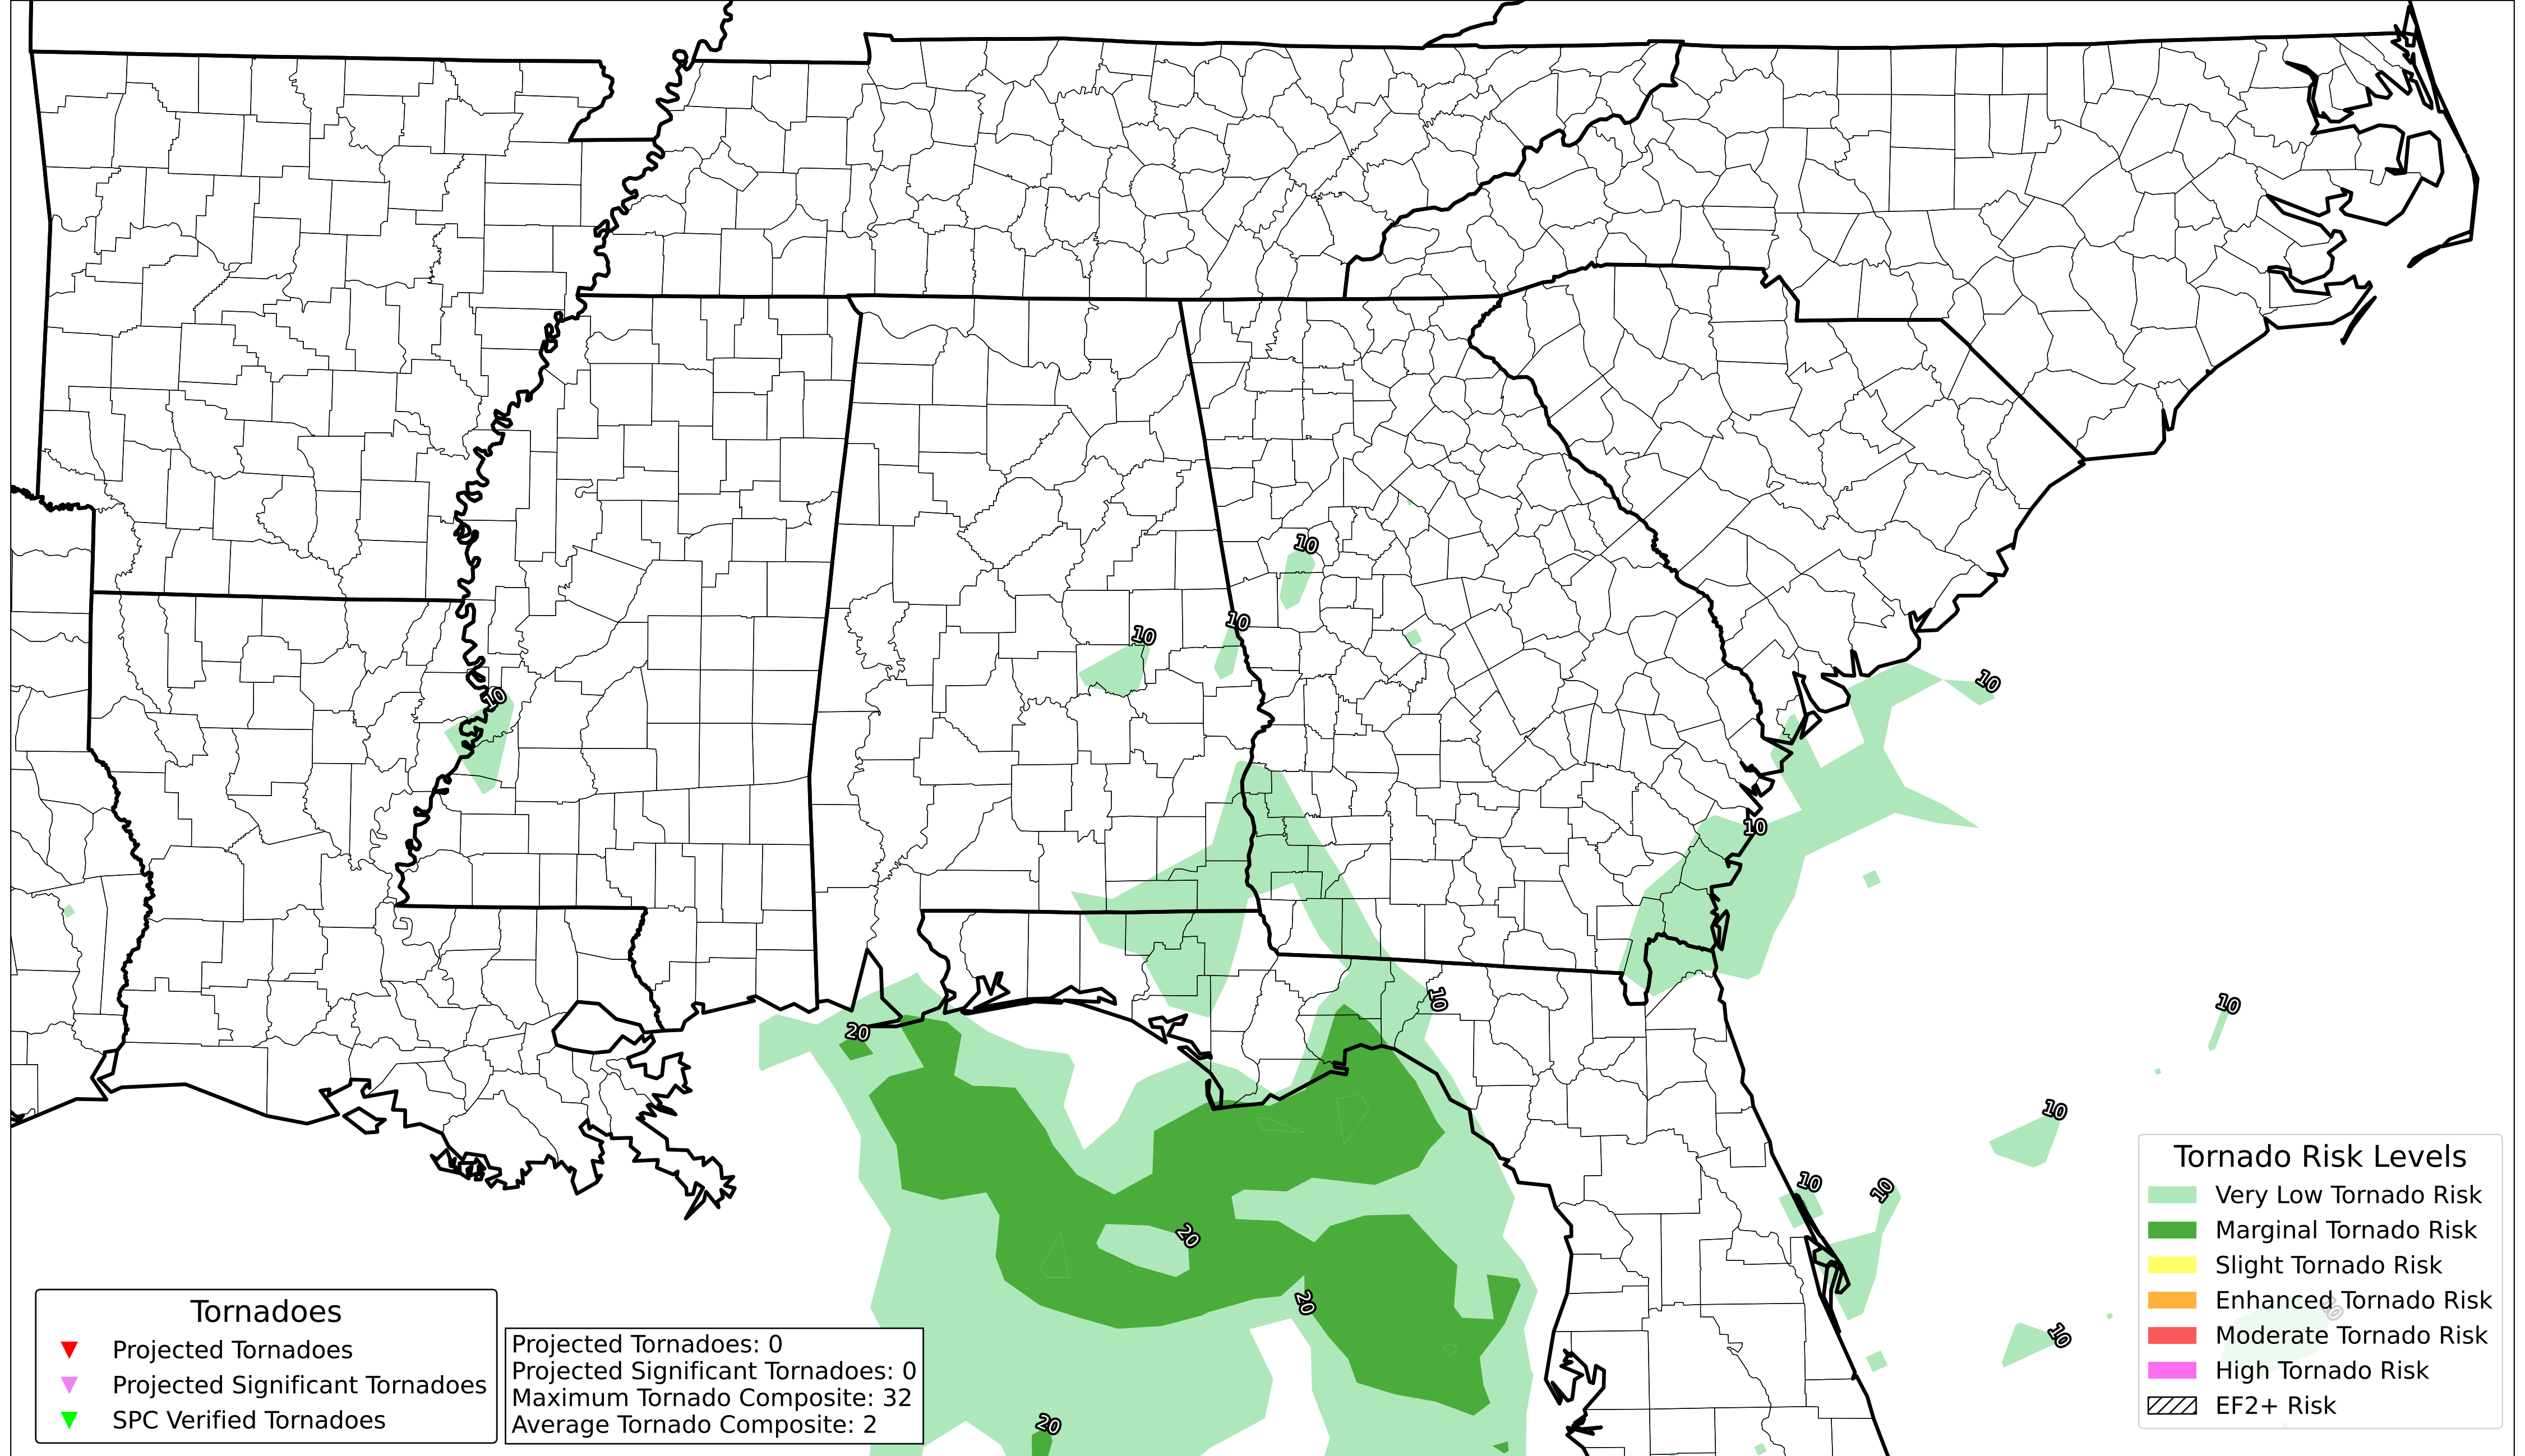 10
10
10
10
10
10
10
20
10
10
10
10
10
20
20
10
20
Tornado Risk Levels
Very Low Tornado Risk
Marginal Tornado Risk
Slight Tornado Risk
Enhanced Tornado Risk
Moderate Tornado Risk
High Tornado Risk
EF2+ Risk
Tornadoes
Projected Tornadoes
Projected Significant Tornadoes
SPC Verified Tornadoes
Projected Tornadoes: 0
Projected Significant Tornadoes: 0
Maximum Tornado Composite: 32
Average Tornado Composite: 2